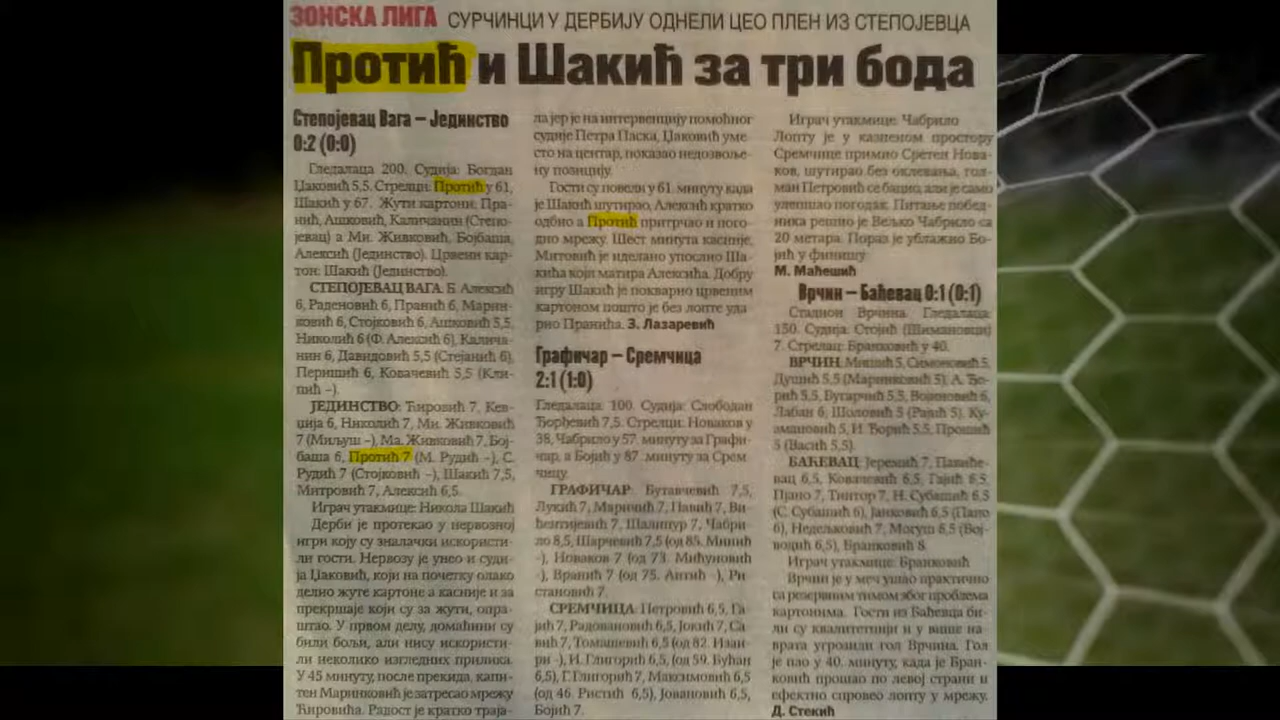 ЗОНСКА ЛИГА СУРЧИНЦИ У ДЕРБИЈУ ОДНЕЛИ ЦЕО ПЛЕН ИЗ СТЕПОЈЕВЦА
Протић и Шакић за три бода
Степојевац Вага – Јединство
0:2 (0:0)
Гледалаца 200. Судија: Богдан
Џаковић 5,5. Стрелци: Протић у 61,
Шакић у 67. Жути картони: Пра-
нић, Ашковић, Каличанин (Степо-
јевац) а Ми. Живковић, Бојбаша,
Алексић (Јединство). Црвени кар-
тон: Шакић (Јединство).
СТЕПОЈЕВАЦ ВАГА: Б. Алексић
6, Раденовић 6, Пранић 6, Марин-
ковић 6, Стојковић 6, Ашковић 5,5,
Николић 6 (Ф. Алексић 6), Калича-
нин 6, Давидовић 5,5 (Стејанић 6),
Перишић 6, Ковачевић 5,5 (Кли-
пић –).
ЈЕДИНСТВО: Ћировић 7, Кев-
џија 6, Николић 7, Ми. Живковић
7 (Миљуш –), Ма. Живковић 7, Бој-
баша 6, Протић 7 (М. Рудић –), С.
Рудић 7 (Стојковић –), Шакић 7,5,
Митровић 7, Алексић 6,5.
Играч утакмице: Никола Шакић
Дерби је протекао у нервозној
игри коју су зналачки искористи-
ли гости. Нервозу је унео и суди-
ја Џаковић, који на почетку олако
делио жуте картоне а касније и за
прекршаје који су за жути, опра-
штао. У првом делу, домаћини су
били бољи, али нису искористи-
ли неколико изгледних прилика.
У 45 минуту, после прекида, капи-
тен Маринковић је затресао мрежу
Ћировића. Радост је кратко траја-
ла јер је на интервенцију помоћног
судије Петра Паска, Џаковић уме-
сто на центар, показао недозвоље-
ну позицију.
Гости су повели у 61. минуту када
је Шакић шутирао, Алексић кратко
одбио а Протић притрчао и пого-
дио мрежу. Шест минута касније,
Митовић је идеално упослио Ша-
кића који матира Алексића. Добру
игру Шакић је покварио црвеним
картоном пошто је без лопте уда
рио Пранића. З. Лазаревић
Графичар – Сремчица
2:1 (1:0)
Гледалаца 100. Судија: Слободан
Ђорђевић 7,5. Стрелци: Новаков у
38, Чабрило у 57. минуту за Графи-
чар, а Бојић у 87. минуту за Срем
чицу.
ГРАФИЧАР: Бутавчевић 7,5,
Лукић 7, Маричић 7, Павић 7, Ви-
ћентијевић 7, Шалипур 7, Чабри-
ло 8,5, Шарчевић 7,5 (од 85. Минић
–), Новаков 7 (од 73. Мићуновић
–), Вранић 7 (од 75. Антић –), Ри-
становић 7.
СРЕМЧИЦА: Петровић 6,5, Га-
јић 7, Радовановић 6,5, Јокић 7, Са-
вић 7, Томашевић 6,5 (од 82.
ри –), И. Глигорић 6,5, (од 59. Бућан
6,5), Г. Глигорић 7, Максимовић 6,5
(од 46. Ристић 6,5), Јовановић 6,5,
Бојић 7.
Играч утакмице: Чабрило
Лопту је у казненом простору
Сремчице примио Сретен Нова-
ков, шутирао без оклевања, гол-
ман Петровић се бацио, али је само
улепшао погодак. Питање побед-
ника решио је Вељко Чабрило са
20 метара. Пораз је ублажио Бо-
јић у финишу.
М. Маћешић
Врчин – Баћевац 0:1 (0:1)
Стадион Врчина. Гледалаца:
150. Судија: Стојић (Шимановци)
7. Стрелац: Бранковић у 40.
ВРЧИН: Мишић 5, Симоновић 5,
Душић 5,5 (Маринковић 5), А. Ђо-
рић 5,5, Бугарчић 5,5, 6,
Лабан 6, Шоловић 5 (Рајић 5), Ку-
змановић 5, И. Ђорић 5,5, Прошић
5 (Васић 5,5).
БАЋЕВАЦ: Јеремић 7,
вац 6,5, Ковалевић 6,5, Гајић 6,5,
Пјано 7, Тинтор 7, Н. Субашић 6,5
(С. Субашић 6), Јанковић 6,5 (Пано
6), Недељковић 7, Могуш 6,5 (Вој-
водић 6,5), Бранковић 8.
Играч утакмице: Бранковић
Врчин је у меч ушао практично
са резервним тимом због проблема
картонима. Гости из Баћевца би-
ли су квалитетнији и у више на-
врата угрозили гол Врчина. Гол
је пао у 40. минуту, када је Бран-
ковић прошао по левој страни и
ефектно спровео лопту у мрежу.
Д. Стекић